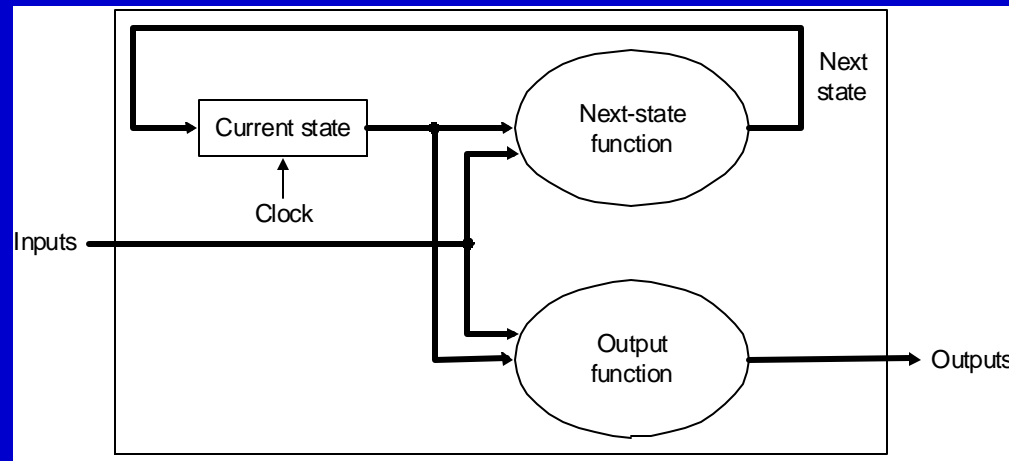 Next
state
Next-state
function
Current state
Clock
Inputs
Output
function
Outputs